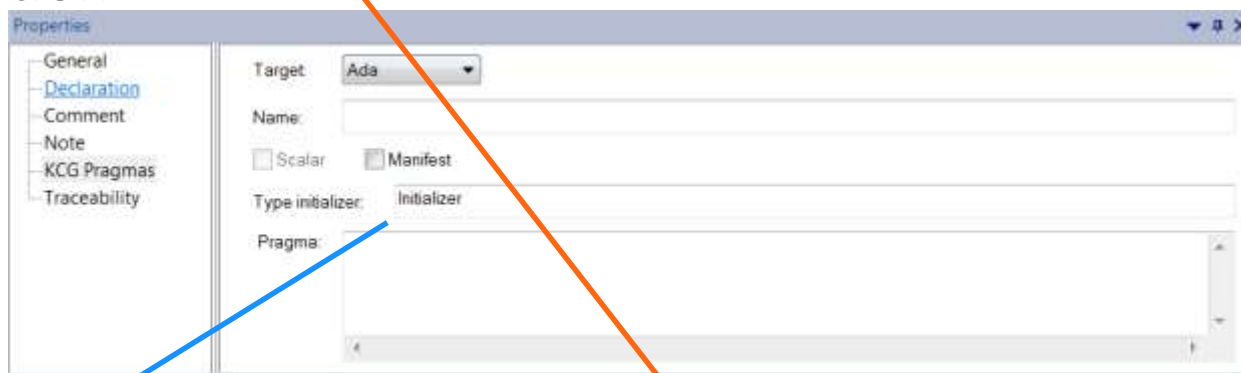 Properties
General
Declaration
Comment
Note
KCG Pragmas
Traceability
Target Ada
Name:
Scalar Manifest
Type initializer: Initializer
Pragma: